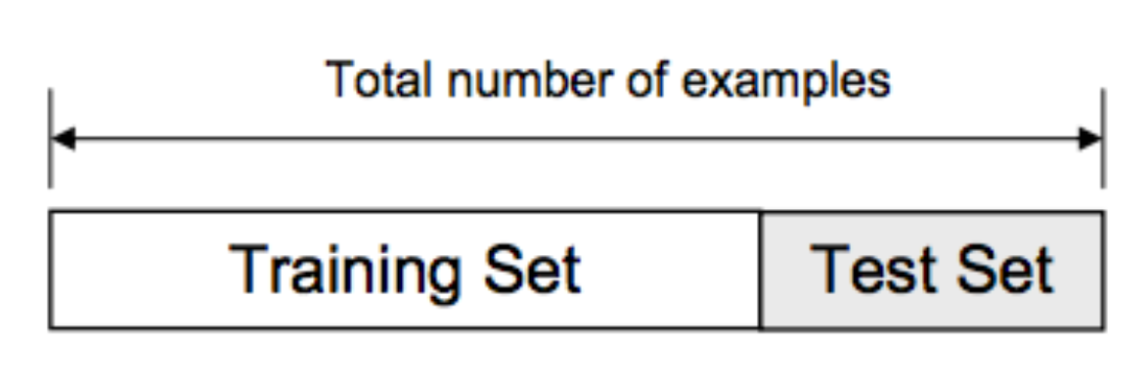 Total number of examples
Training Set
Test Set